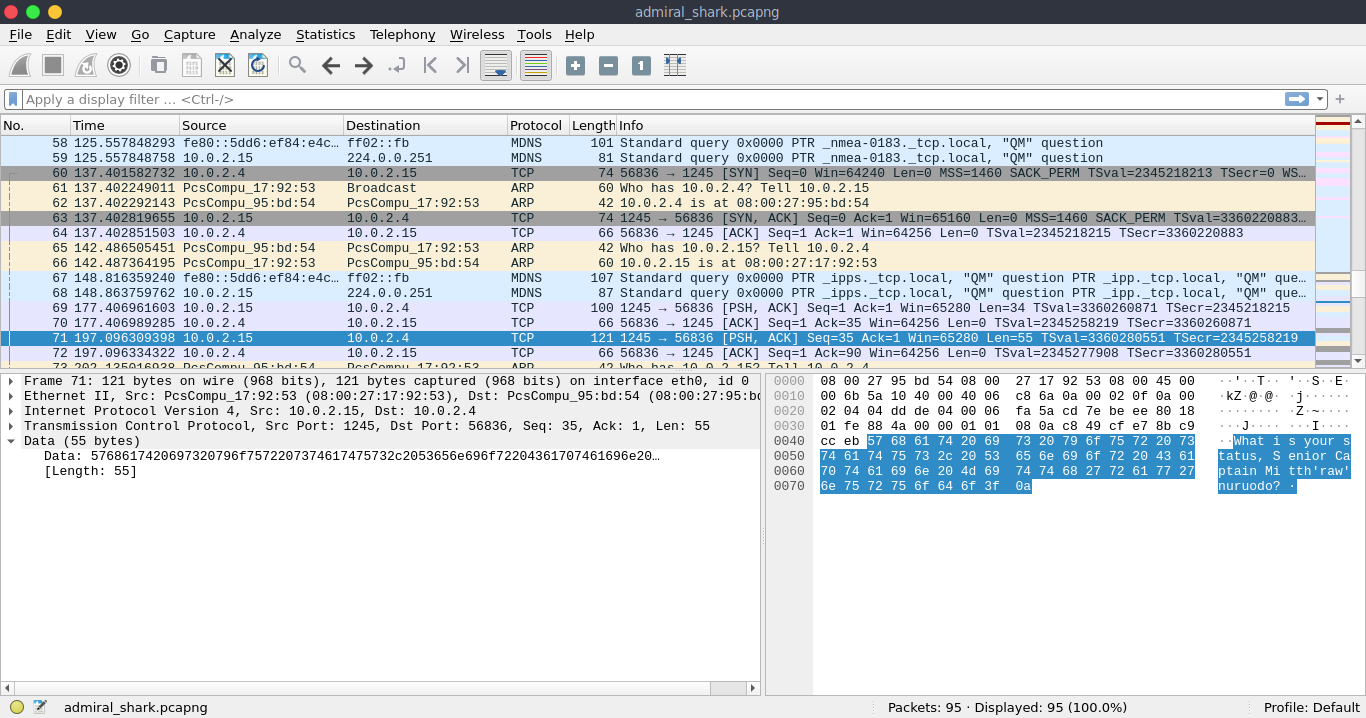 admiral_shark.pcapng
File Edit View Go Capture Analyze Statistics Telephony Wireless Tools Help
Apply a display filter … <Ctrl-/>
No. Time Source Destination Protocol Length Info
58 125.557848293 fe80::5dd6:ef84:e4c… ff02::fb MDNS 101 Standard query 0x0000 PTR _nmea-0183._tcp.local, "QM" question
59 125.557848758 10.0.2.15 224.0.0.251 MDNS 81 Standard query 0x0000 PTR _nmea-0183._tcp.local, "QM" question
60 137.401582732 10.0.2.4 10.0.2.15 TCP 74 56836 → 1245 [SYN] Seq=0 Win=64240 Len=0 MSS=1460 SACK_PERM TSval=2345218213 TSecr=0 WS…
61 137.402249011 PcsCompu_17:92:53 Broadcast ARP 60 Who has 10.0.2.4? Tell 10.0.2.15
62 137.402292143 PcsCompu_95:bd:54 PcsCompu_17:92:53 ARP 42 10.0.2.4 is at 08:00:27:95:bd:54
63 137.402819655 10.0.2.15 10.0.2.4 TCP 74 1245 → 56836 [SYN, ACK] Seq=0 Ack=1 Win=65160 Len=0 MSS=1460 SACK_PERM TSval=3360220883…
64 137.402851503 10.0.2.4 10.0.2.15 TCP 66 56836 → 1245 [ACK] Seq=1 Ack=1 Win=64256 Len=0 TSval=2345218215 TSecr=3360220883
65 142.486505451 PcsCompu_95:bd:54 PcsCompu_17:92:53 ARP 42 Who has 10.0.2.15? Tell 10.0.2.4
66 142.487364195 PcsCompu_17:92:53 PcsCompu_95:bd:54 ARP 60 10.0.2.15 is at 08:00:27:17:92:53
67 148.816359240 fe80::5dd6:ef84:e4c… ff02::fb MDNS 107 Standard query 0x0000 PTR _ipps._tcp.local, "QM" question PTR _ipp._tcp.local, "QM" que…
68 148.863759762 10.0.2.15 224.0.0.251 MDNS 87 Standard query 0x0000 PTR _ipps._tcp.local, "QM" question PTR _ipp._tcp.local, "QM" que…
69 177.406961603 10.0.2.15 10.0.2.4 TCP 100 1245 → 56836 [PSH, ACK] Seq=1 Ack=1 Win=65280 Len=34 TSval=3360260871 TSecr=2345218215
70 177.406989285 10.0.2.4 10.0.2.15 TCP 66 56836 → 1245 [ACK] Seq=1 Ack=35 Win=64256 Len=0 TSval=2345258219 TSecr=3360260871
71 197.096309398 10.0.2.15 10.0.2.4 TCP 121 1245 → 56836 [PSH, ACK] Seq=35 Ack=1 Win=65280 Len=55 TSval=3360280551 TSecr=2345258219
72 197.096334322 10.0.2.4 10.0.2.15 TCP 66 56836 → 1245 [ACK] Seq=1 Ack=90 Win=64256 Len=0 TSval=2345277908 TSecr=3360280551
Frame 71: 121 bytes on wire (968 bits), 121 bytes captured (968 bits) on interface eth0, id 0
Ethernet II, Src: PcsCompu_17:92:53 (08:00:27:17:92:53), Dst: PcsCompu_95:bd:54 (08:00:27:95:bd
Internet Protocol Version 4, Src: 10.0.2.15, Dst: 10.0.2.4
Transmission Control Protocol, Src Port: 1245, Dst Port: 56836, Seq: 35, Ack: 1, Len: 55
Data (55 bytes)
Data: 5768617420697320796f7572207374617475732c2053656e696f72204361707461696e20…
[Length: 55]
0000 08 00 27 95 bd 54 08 00 27 17 92 53 08 00 45 00 ··'··T·· '··S··E·
0010 00 6b 5a 10 40 00 40 06 c8 6a 0a 00 02 0f 0a 00 ·kZ·@·@· ·j······
0020 02 04 04 dd de 04 00 06 fa 5a cd 7e be ee 80 18 ········ ·Z·~····
0030 01 fe 88 4a 00 00 01 01 08 0a c8 49 cf e7 8b c9 ···J···· ···I····
0040 cc eb 57 68 61 74 20 69 73 20 79 6f 75 72 20 73 ··What i s your s
0050 74 61 74 75 73 2c 20 53 65 6e 69 6f 72 20 43 61 tatus, S enior Ca
0060 70 74 61 69 6e 20 4d 69 74 74 68 27 72 61 77 27 ptain Mi tth'raw'
0070 6e 75 72 75 6f 64 6f 3f 0a nuruodo? ·
admiral_shark.pcapng
Packets: 95 · Displayed: 95 (100.0%)
Profile: Default